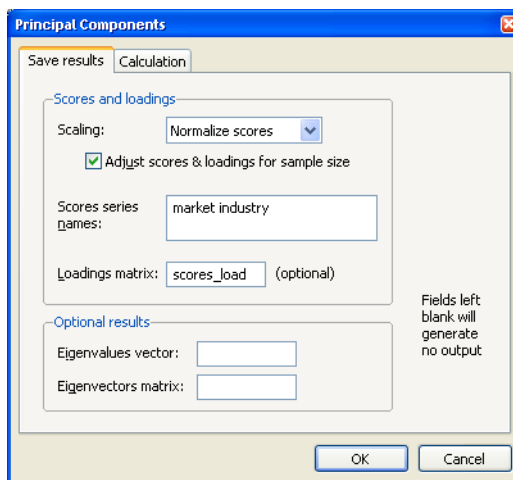 Principal Components
Save results
Calculation
Scores and loadings
Scaling:
Normalize scores
Adjust scores & loadings for sample size
Scores series
names:
market industry
Loadings matrix:
scores_load
(optional)
Fields left
blank will
generate
no output
Optional results
Eigenvalues vector:
Eigenvectors matrix:
OK
Cancel